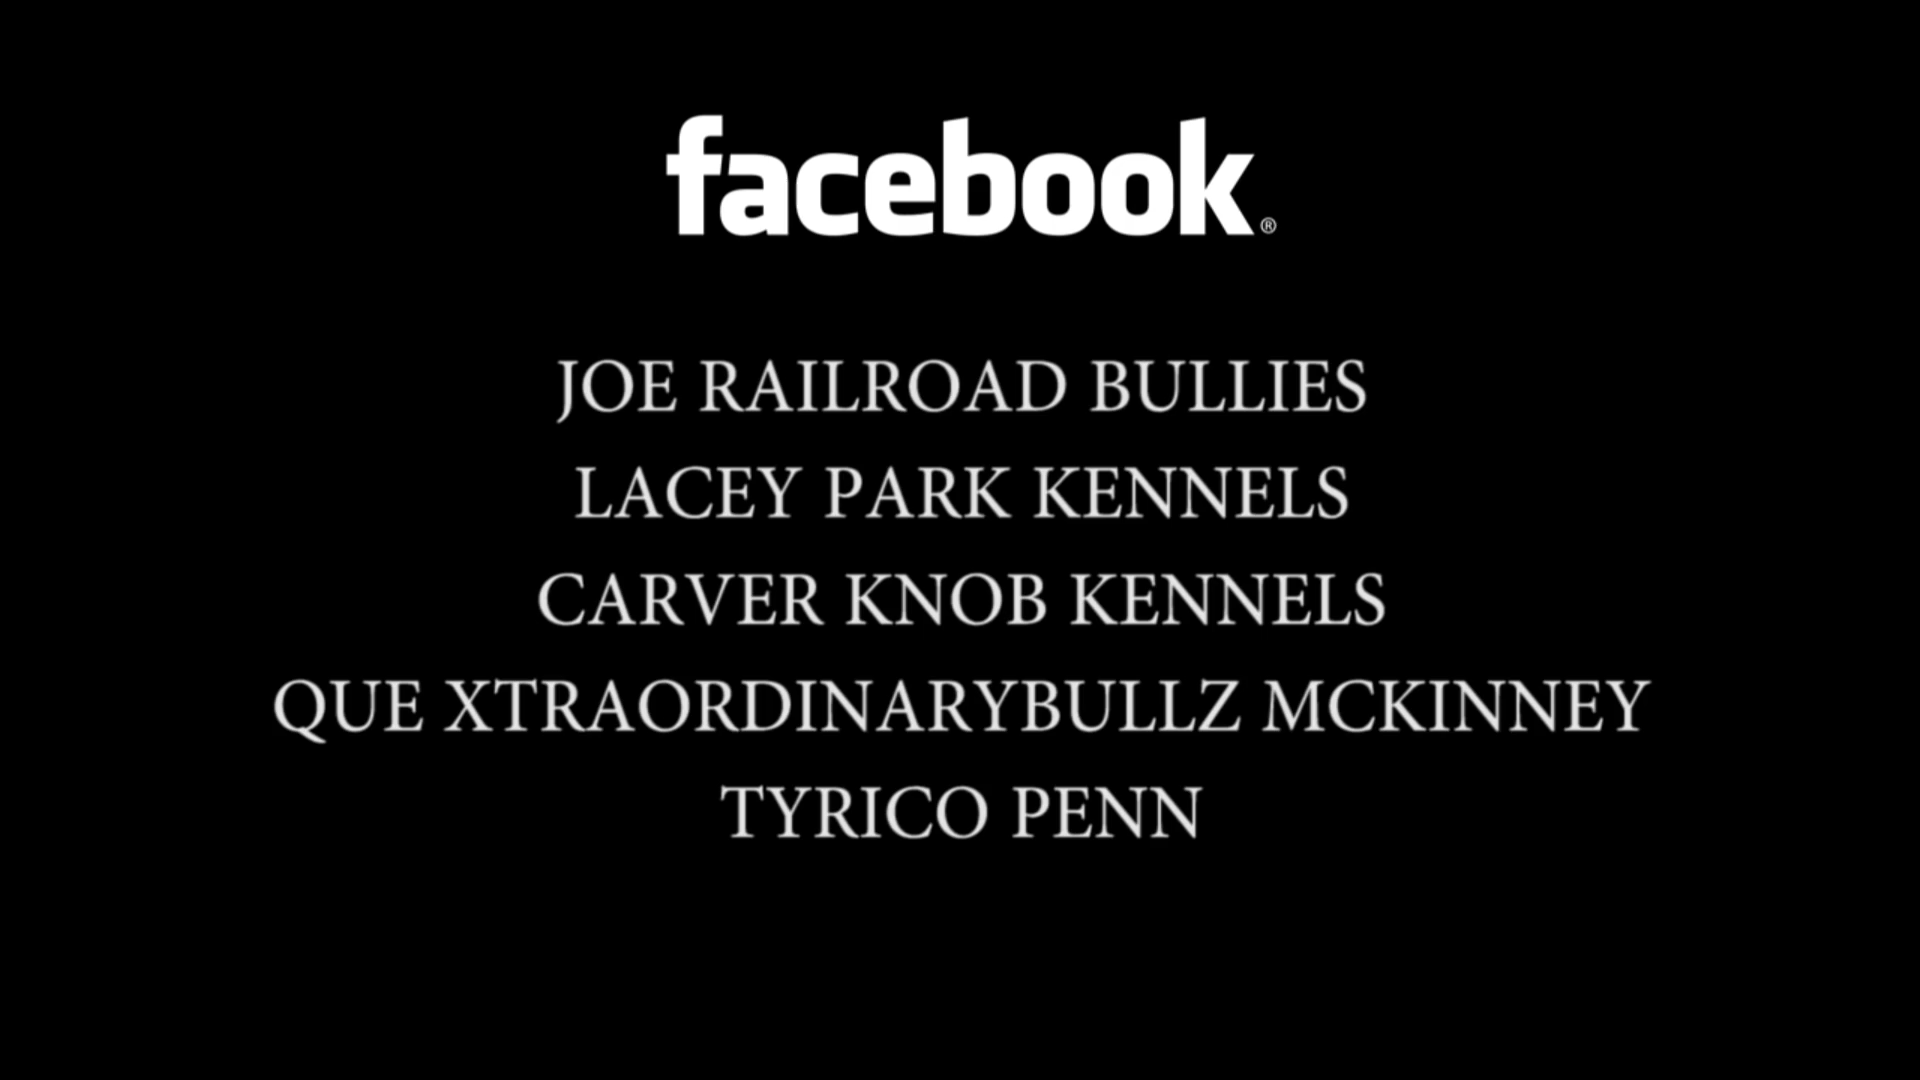 facebook®
JOE RAILROAD BULLIES
LACEY PARK KENNELS
CARVER KNOB KENNELS
QUE XTRAORDINARYBULLZ MCKINNEY
TYRICO PENN